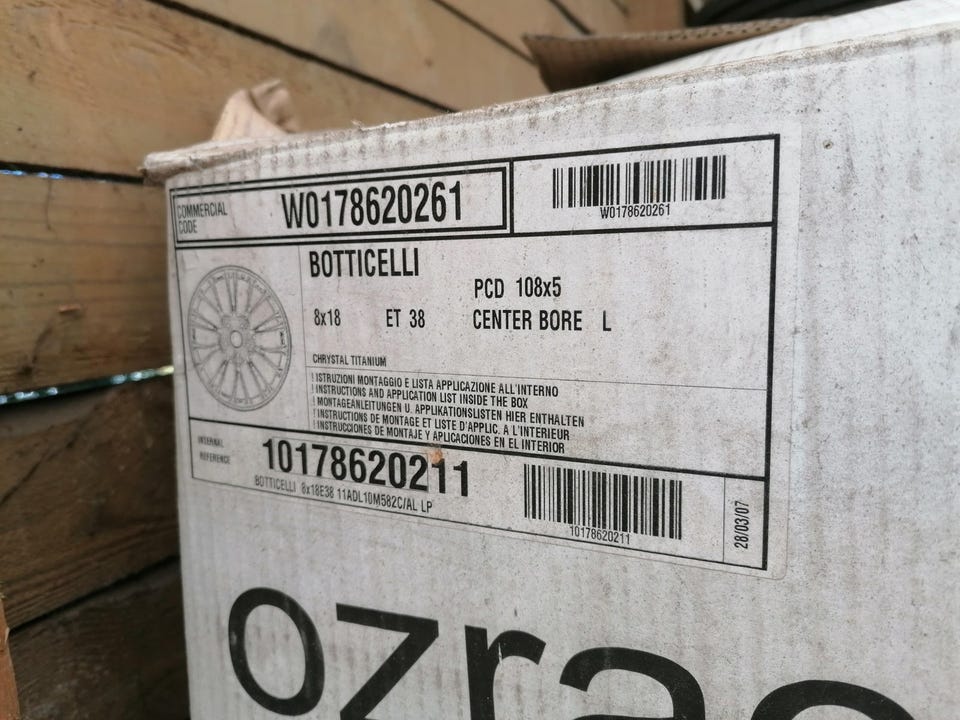 COMMERCIAL
CODE
W0178620261
W0178620261
BOTTICELLI
PCD 108x5
8x18 ET 38 CENTER BORE L
CHRYSTAL TITANIUM
! ISTRUZIONI MONTAGGIO E LISTA APPLICAZIONE ALL'INTERNO
! INSTRUCTIONS AND APPLICATION LIST INSIDE THE BOX
! MONTAGEANLEITUNGEN U. APPLIKATIONSLISTEN HIER ENTHALTEN
! INSTRUCTIONS DE MONTAGE ET LISTE D'APPLIC. A L'INTERIEUR
! INSTRUCCIONES DE MONTAJE Y APLICACIONES EN EL INTERIOR
INTERNAL
REFERENCE
10178620211
BOTTICELLI 8x18E38 11ADL10M582C/AL LP
10178620211
28/03/07
ozrac